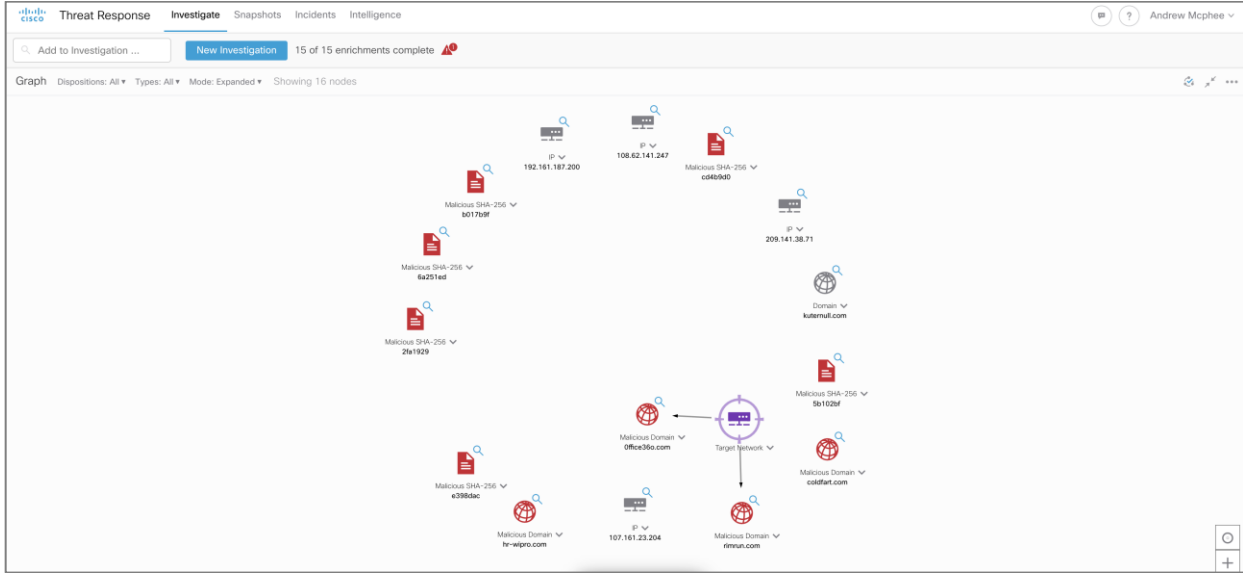 cisco
Threat Response Investigate Snapshots Incidents Intelligence ? Andrew Mcphee
Add to Investigation ... New Investigation 15 of 15 enrichments complete
Graph Dispositions: All Types: All Mode: Expanded Showing 16 nodes
IP
192.161.187.200
IP
108.62.141.247
Malicious SHA-256
cd4b9d0
Malicious SHA-256
b017b9f
IP
209.141.38.71
Malicious SHA-256
6a251ed
Domain
kuternull.com
Malicious SHA-256
2fa1929
Malicious SHA-256
5b102bf
Malicious Domain
0ffice36o.com
Target Network
Malicious Domain
coldfart.com
Malicious SHA-256
e398dac
Malicious Domain
hr-wipro.com
IP
107.161.23.204
Malicious Domain
rimrun.com